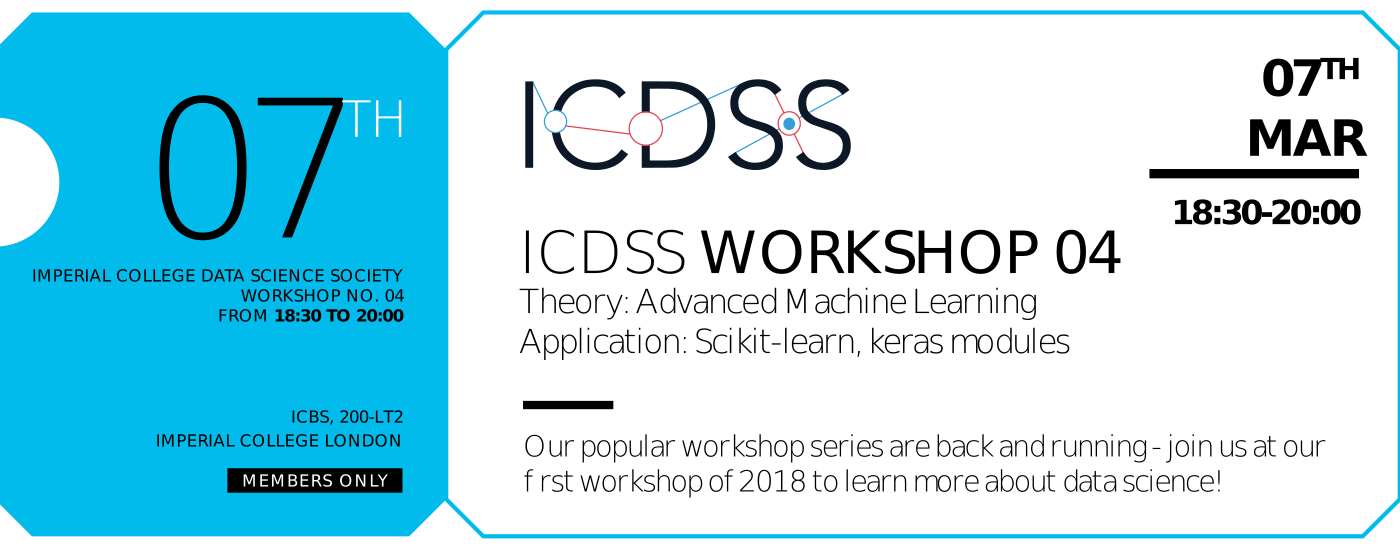 07TH
IMPERIAL COLLEGE DATA SCIENCE SOCIETY
WORKSHOP NO. 04
FROM 18:30 TO 20:00
ICBS, 200-LT2
IMPERIAL COLLEGE LONDON
MEMBERS ONLY
ICDSS
07TH
MAR
18:30-20:00
ICDSS WORKSHOP 04
Theory: Advanced Machine Learning
Application: Scikit-learn, keras modules
Our popular workshop series are back and running - join us at our
f rst workshop of 2018 to learn more about data science!